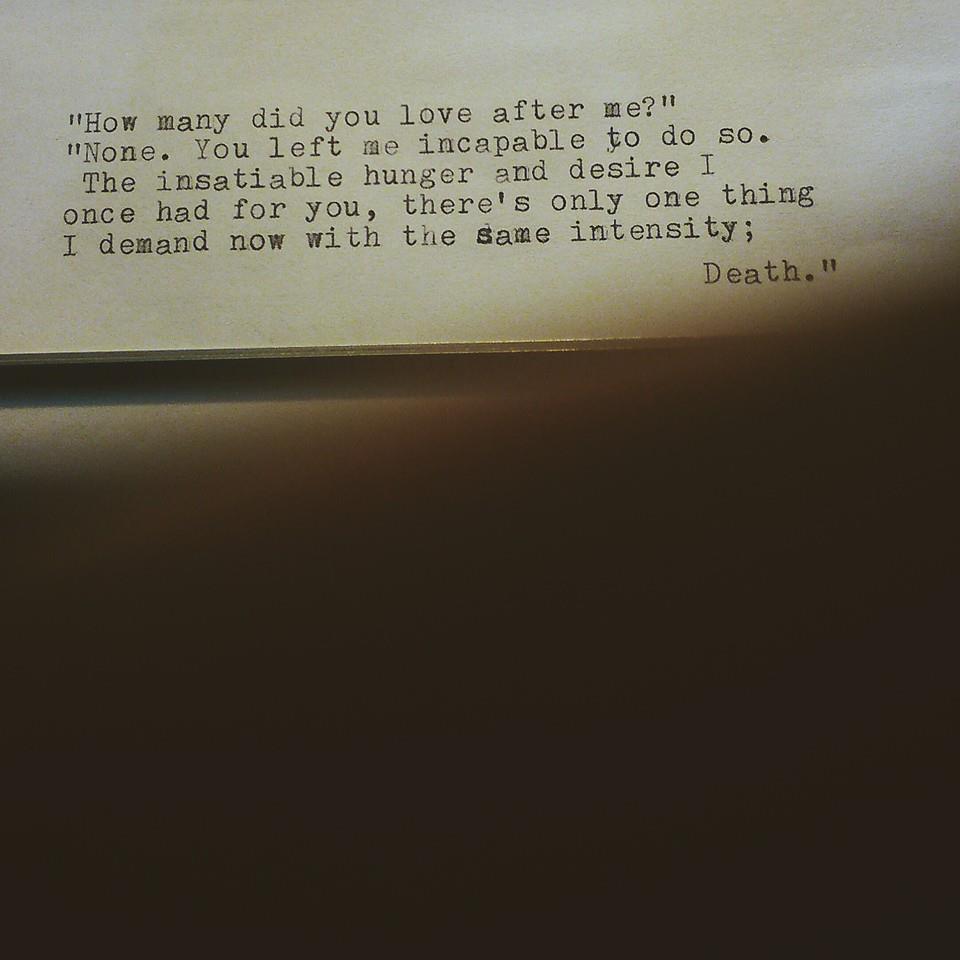 "How many did you love after me?"
"None. You left me incapable to do so.
The insatiable hunger and desire I
once had for you, there's only one thing
I demand now with the same intensity;
Death."